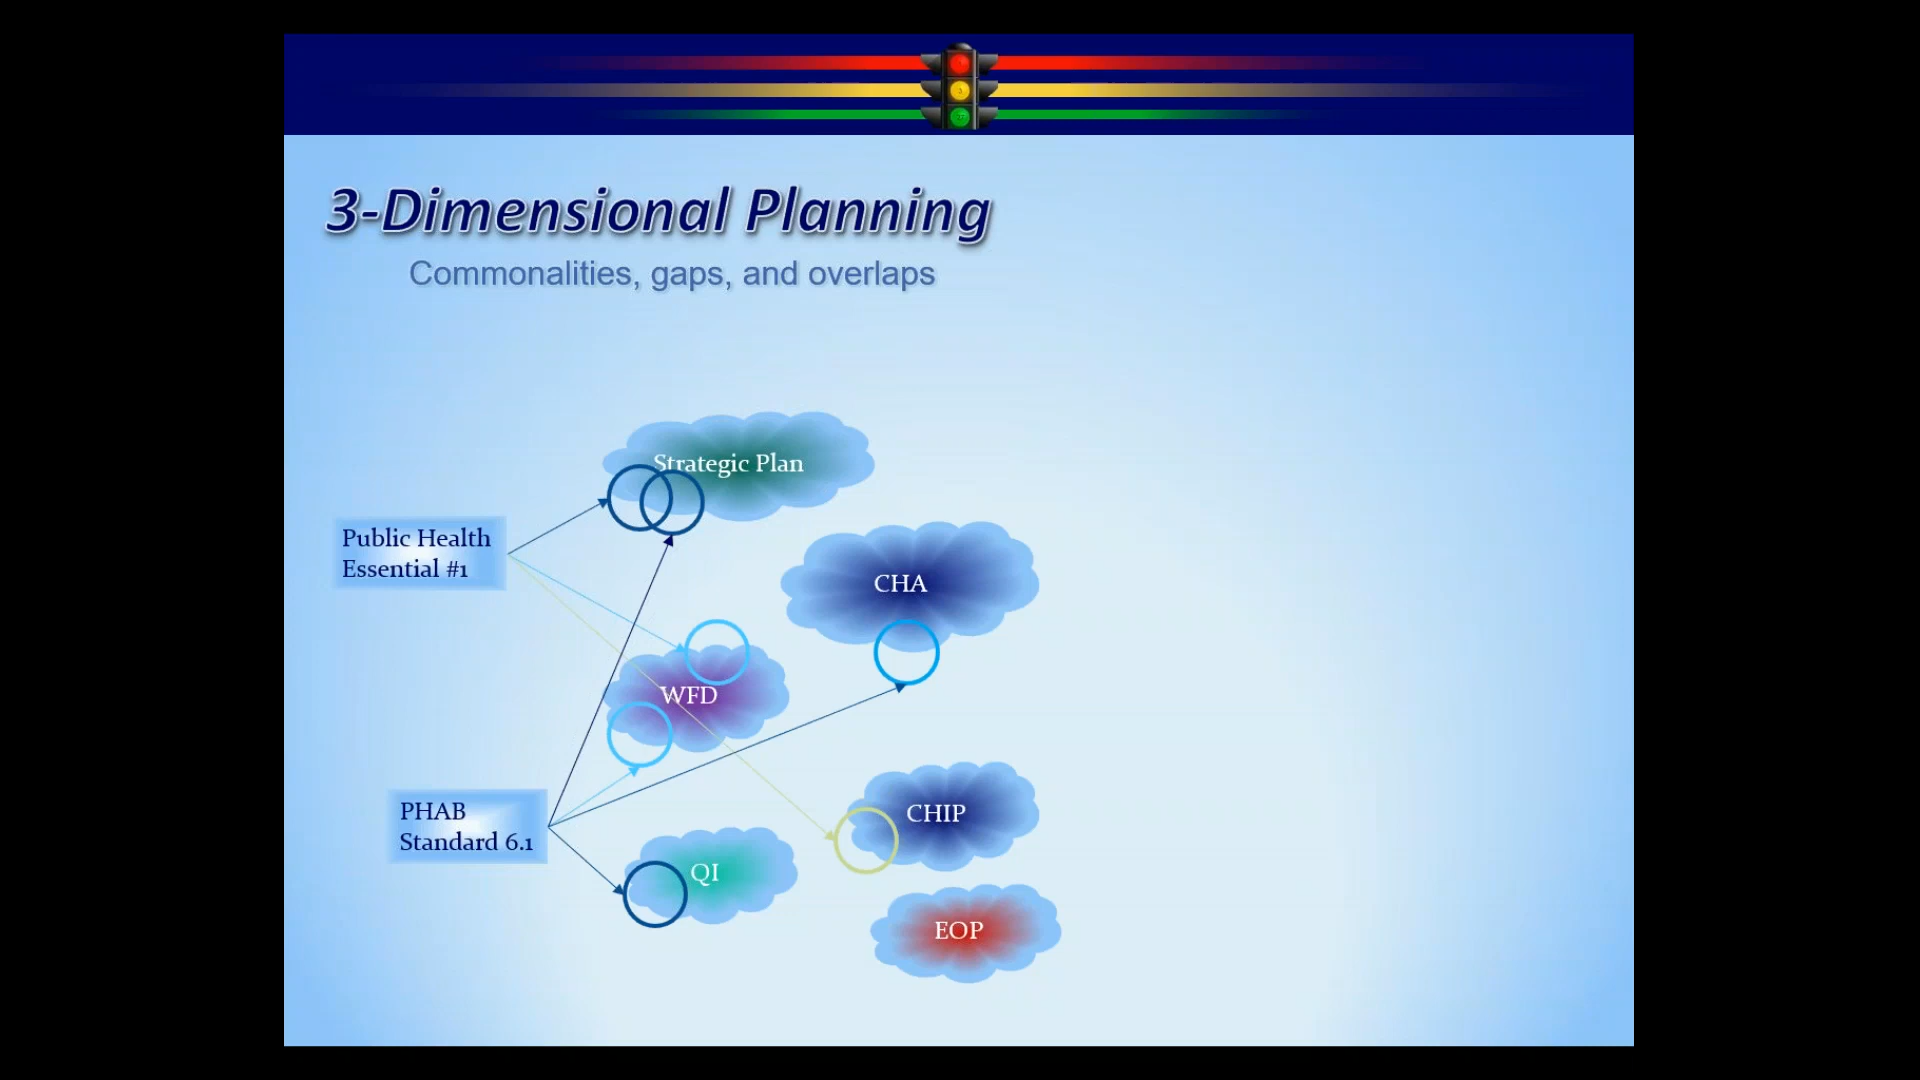 3-Dimensional Planning
Commonalities, gaps, and overlaps
Strategic Plan
Public Health
Essential #1
CHA
WFD
PHAB
Standard 6.1
CHIP
QI
EOP